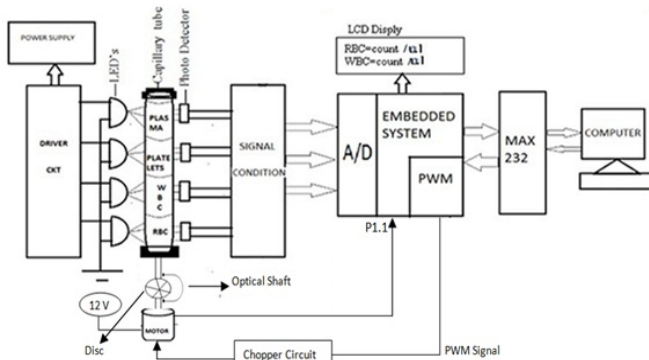 POWER SUPPLY
DRIVER
CKT
LED's
Capillary tube
Photo Detector
PLAS
MA
PLATE
LETS
W
B
C
RBC
SIGNAL
CONDITION
LCD Disply
RBC=count /ul
WBC=count /ul
A/D
EMBEDDED
SYSTEM
PWM
MAX
232
COMPUTER
P1.1
Optical Shaft
12 V
MOTOR
Disc
Chopper Circuit
PWM Signal